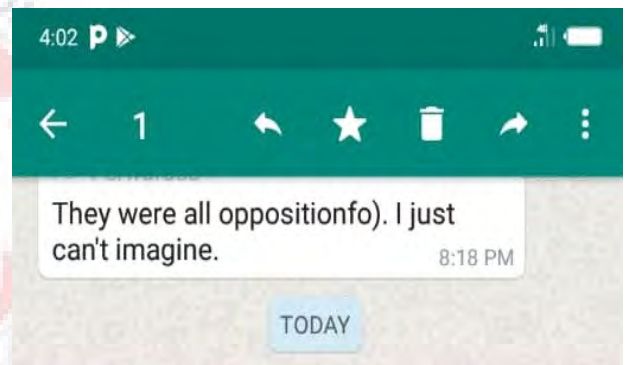 4:02
1
They were all oppositionfo). I just
can't imagine.
8:18 PM
TODAY